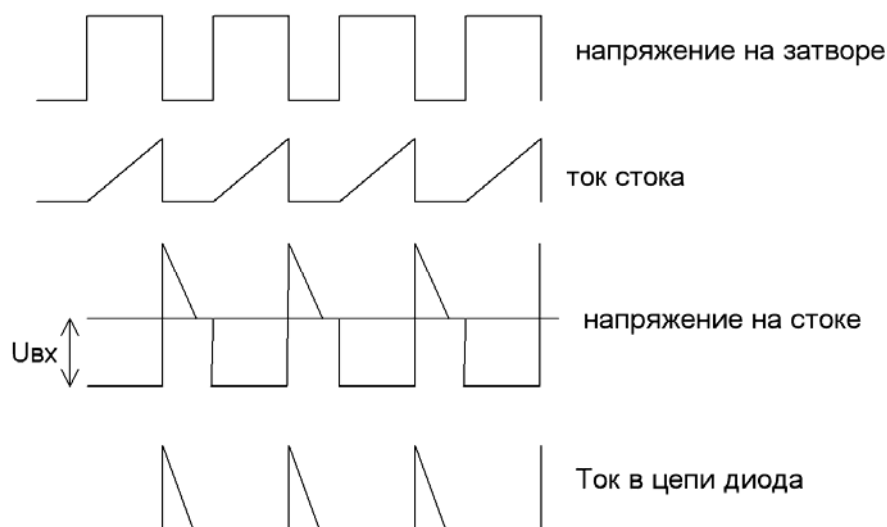 напряжение на затворе
ток стока
напряжение на стоке
Uвх
Ток в цепи диода